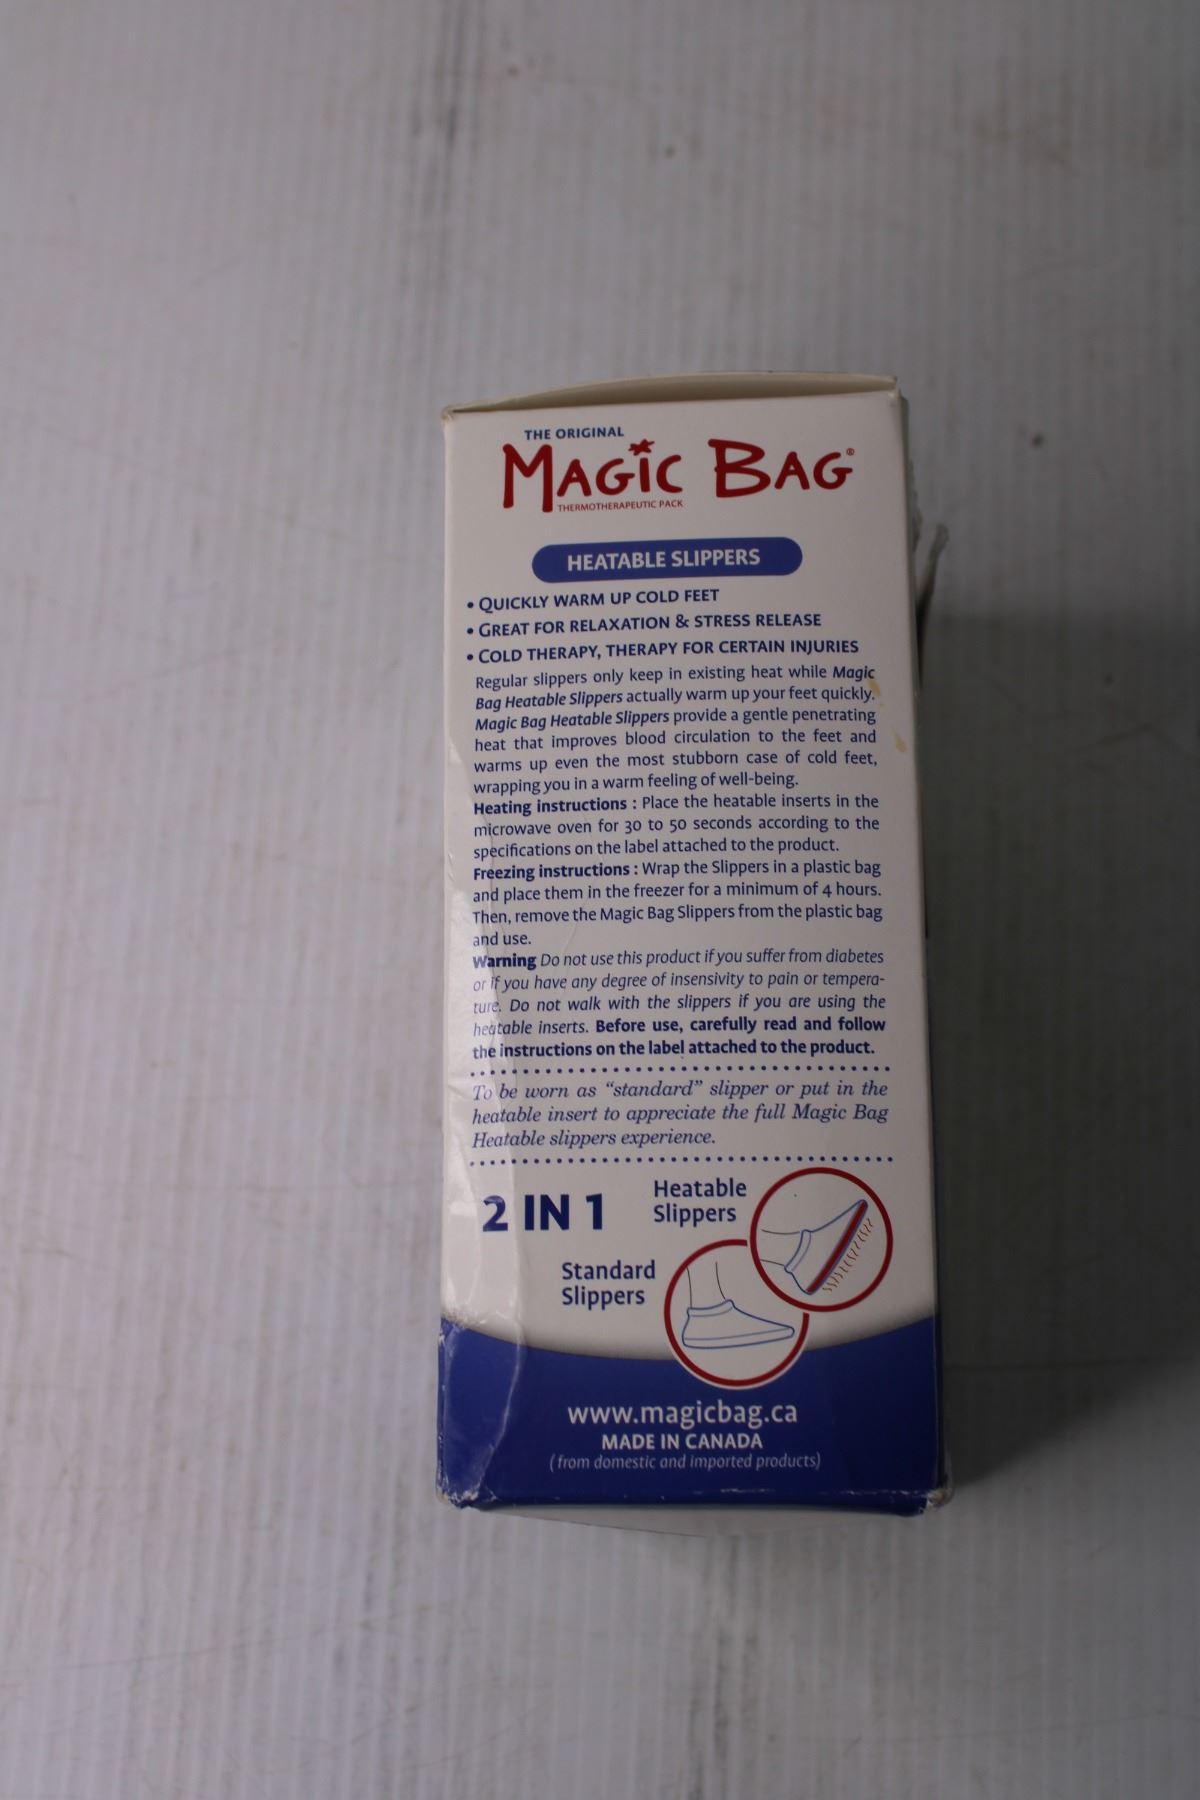 THE ORIGINAL
MAGIC BAG®
THERMOTHERAPEUTIC PACK
HEATABLE SLIPPERS
• QUICKLY WARM UP COLD FEET
• GREAT FOR RELAXATION & STRESS RELEASE
• COLD THERAPY, THERAPY FOR CERTAIN INJURIES
Regular slippers only keep in existing heat while Magic
Bag Heatable Slippers actually warm up your feet quickly.
Magic Bag Heatable Slippers provide a gentle penetrating
heat that improves blood circulation to the feet and
warms up even the most stubborn case of cold feet,
wrapping you in a warm feeling of well-being.
Heating instructions : Place the heatable inserts in the
microwave oven for 30 to 50 seconds according to the
specifications on the label attached to the product.
Freezing instructions : Wrap the Slippers in a plastic bag
and place them in the freezer for a minimum of 4 hours.
Then, remove the Magic Bag Slippers from the plastic bag
and use.
Warning Do not use this product if you suffer from diabetes
or if you have any degree of insensivity to pain or tempera-
ture. Do not walk with the slippers if you are using the
heatable inserts. Before use, carefully read and follow
the instructions on the label attached to the product.
To be worn as “standard” slipper or put in the
heatable insert to appreciate the full Magic Bag
Heatable slippers experience.
2 IN 1
Heatable
Slippers
Standard
Slippers
www.magicbag.ca
MADE IN CANADA
(from domestic and imported products)